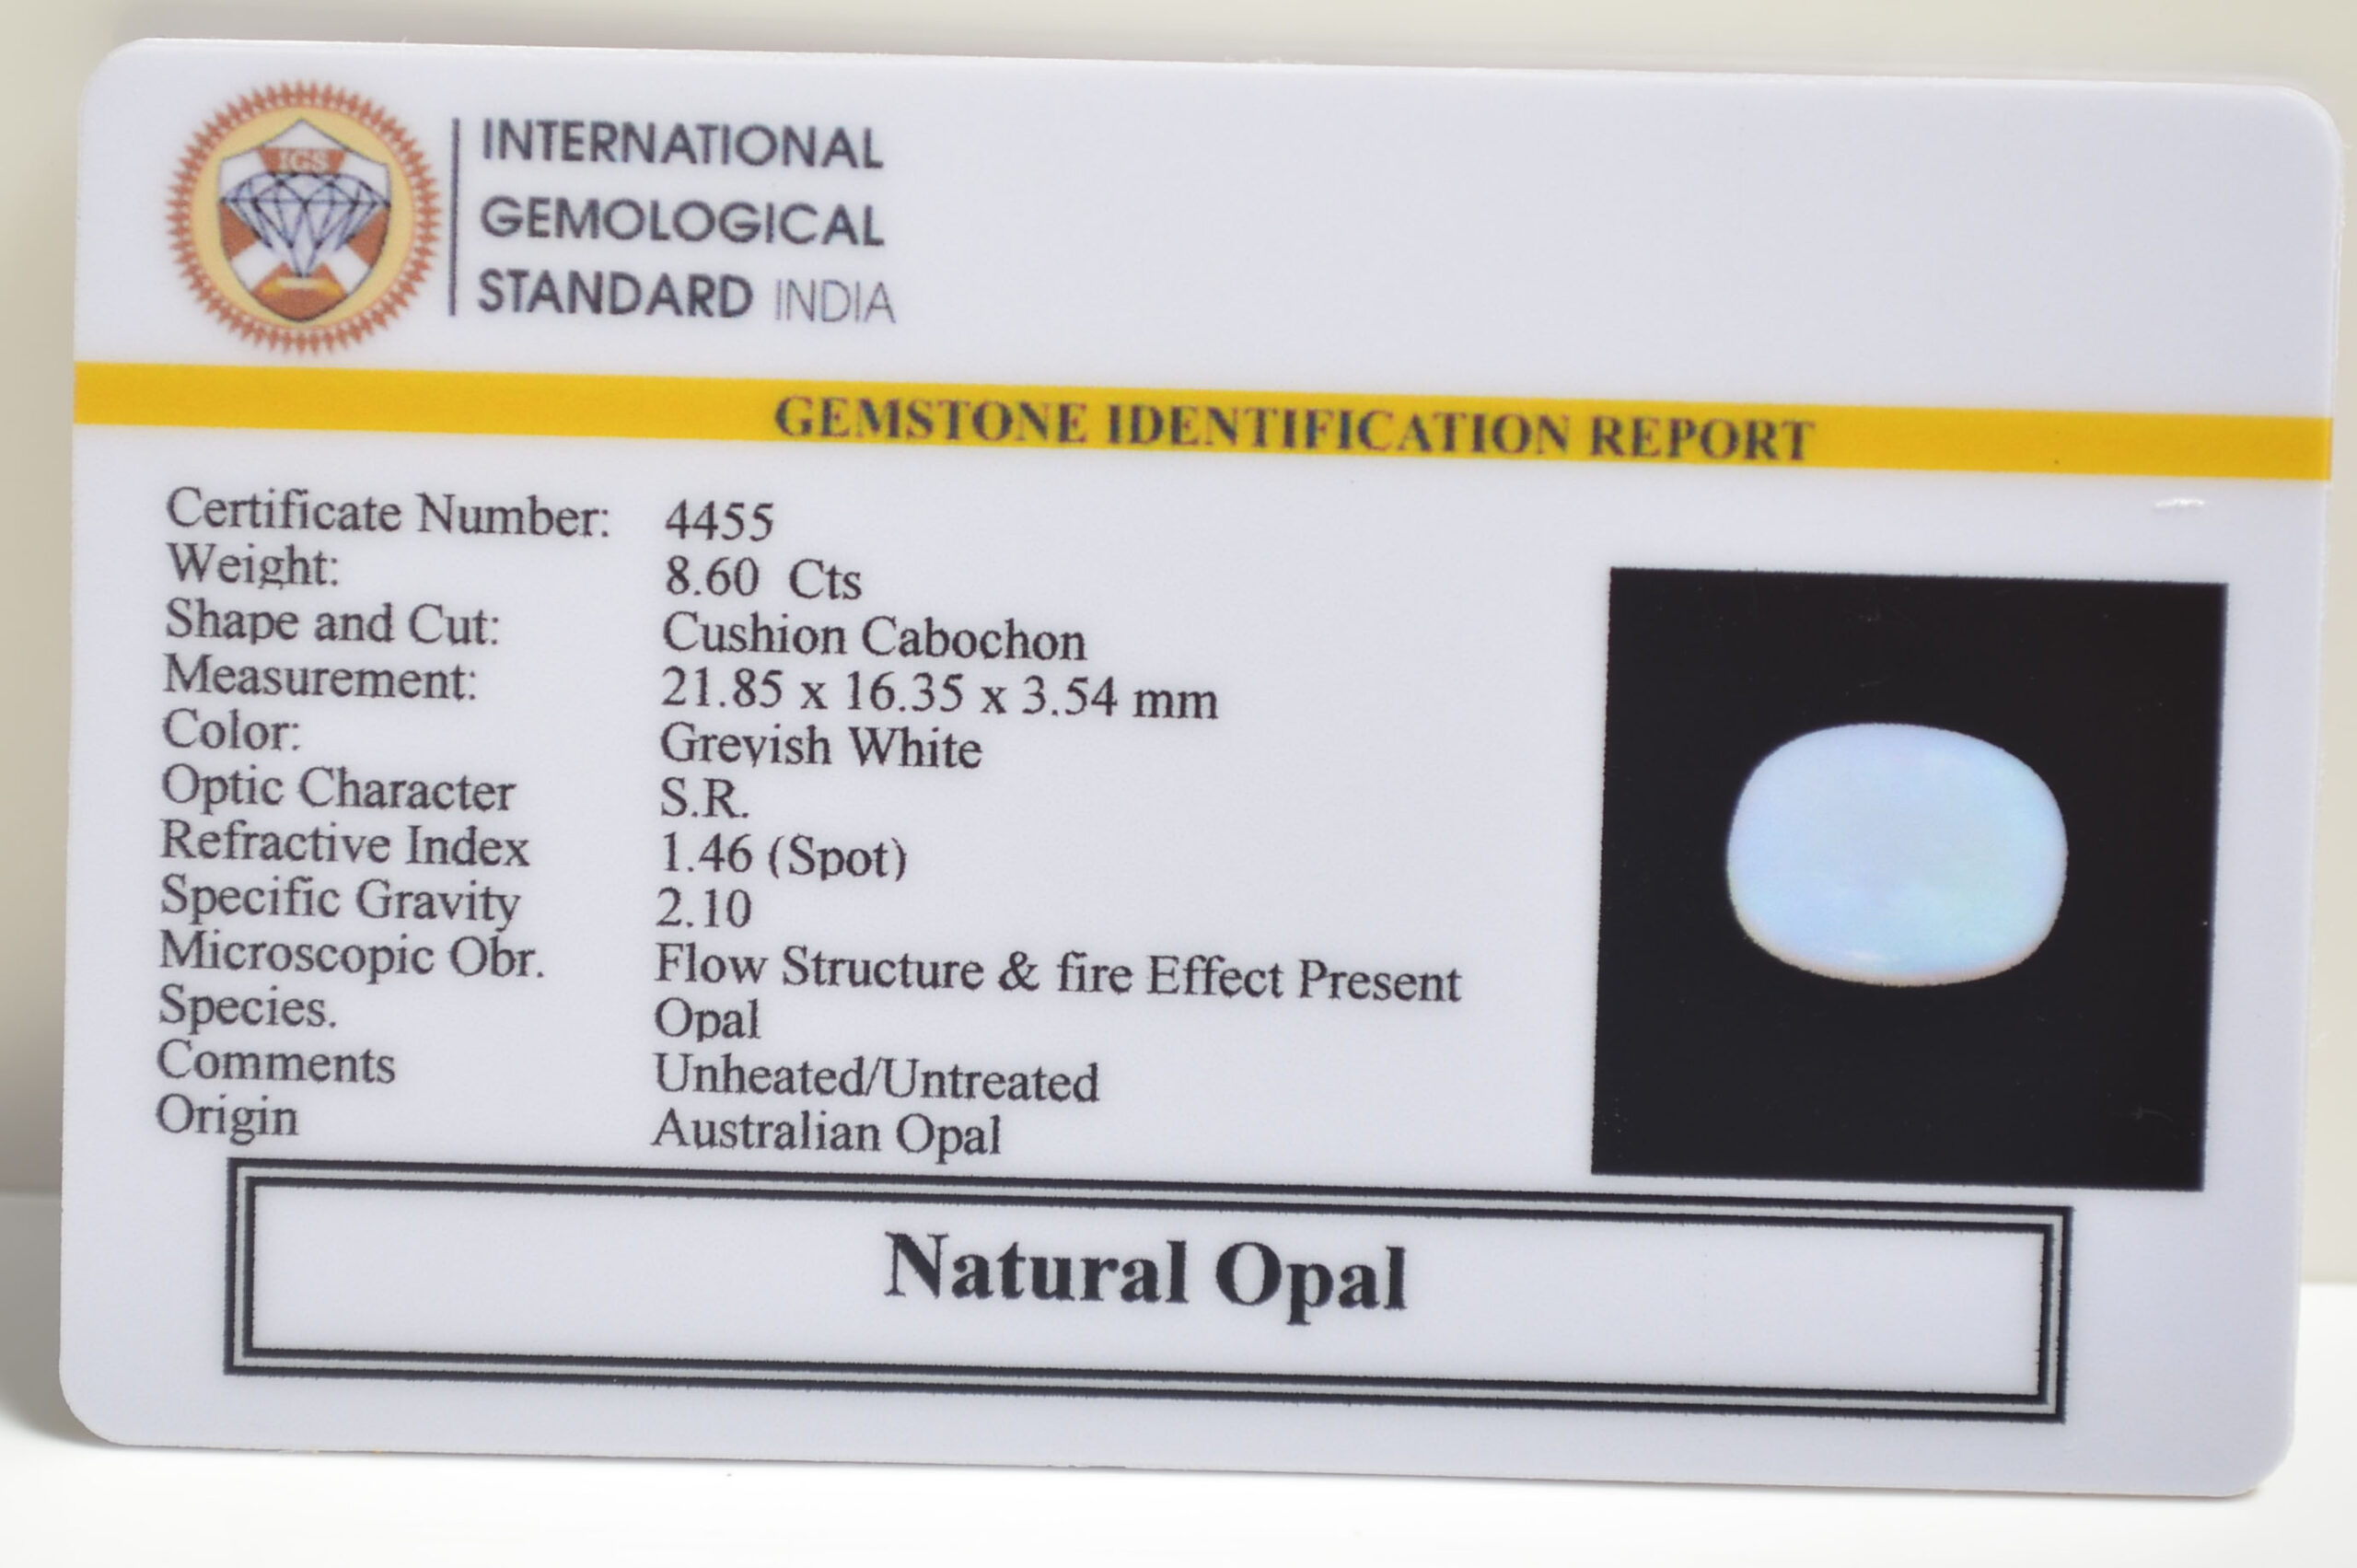 IGS
INTERNATIONAL
GEMOLOGICAL
STANDARD INDIA
GEMSTONE IDENTIFICATION REPORT
Certificate Number: 4455
Weight: 8.60 Cts
Shape and Cut: Cushion Cabochon
Measurement: 21.85 x 16.35 x 3.54 mm
Color: Greyish White
Optic Character S.R.
Refractive Index 1.46 (Spot)
Specific Gravity 2.10
Microscopic Obr. Flow Structure & fire Effect Present
Species. Opal
Comments Unheated/Untreated
Origin Australian Opal
Natural Opal